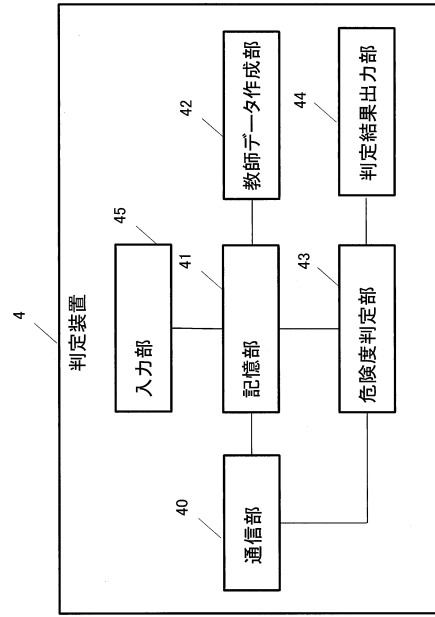 4
判定装置
45
入力部
40
通信部
41
記憶部
42
教師データ作成部
43
危険度判定部
44
判定結果出力部